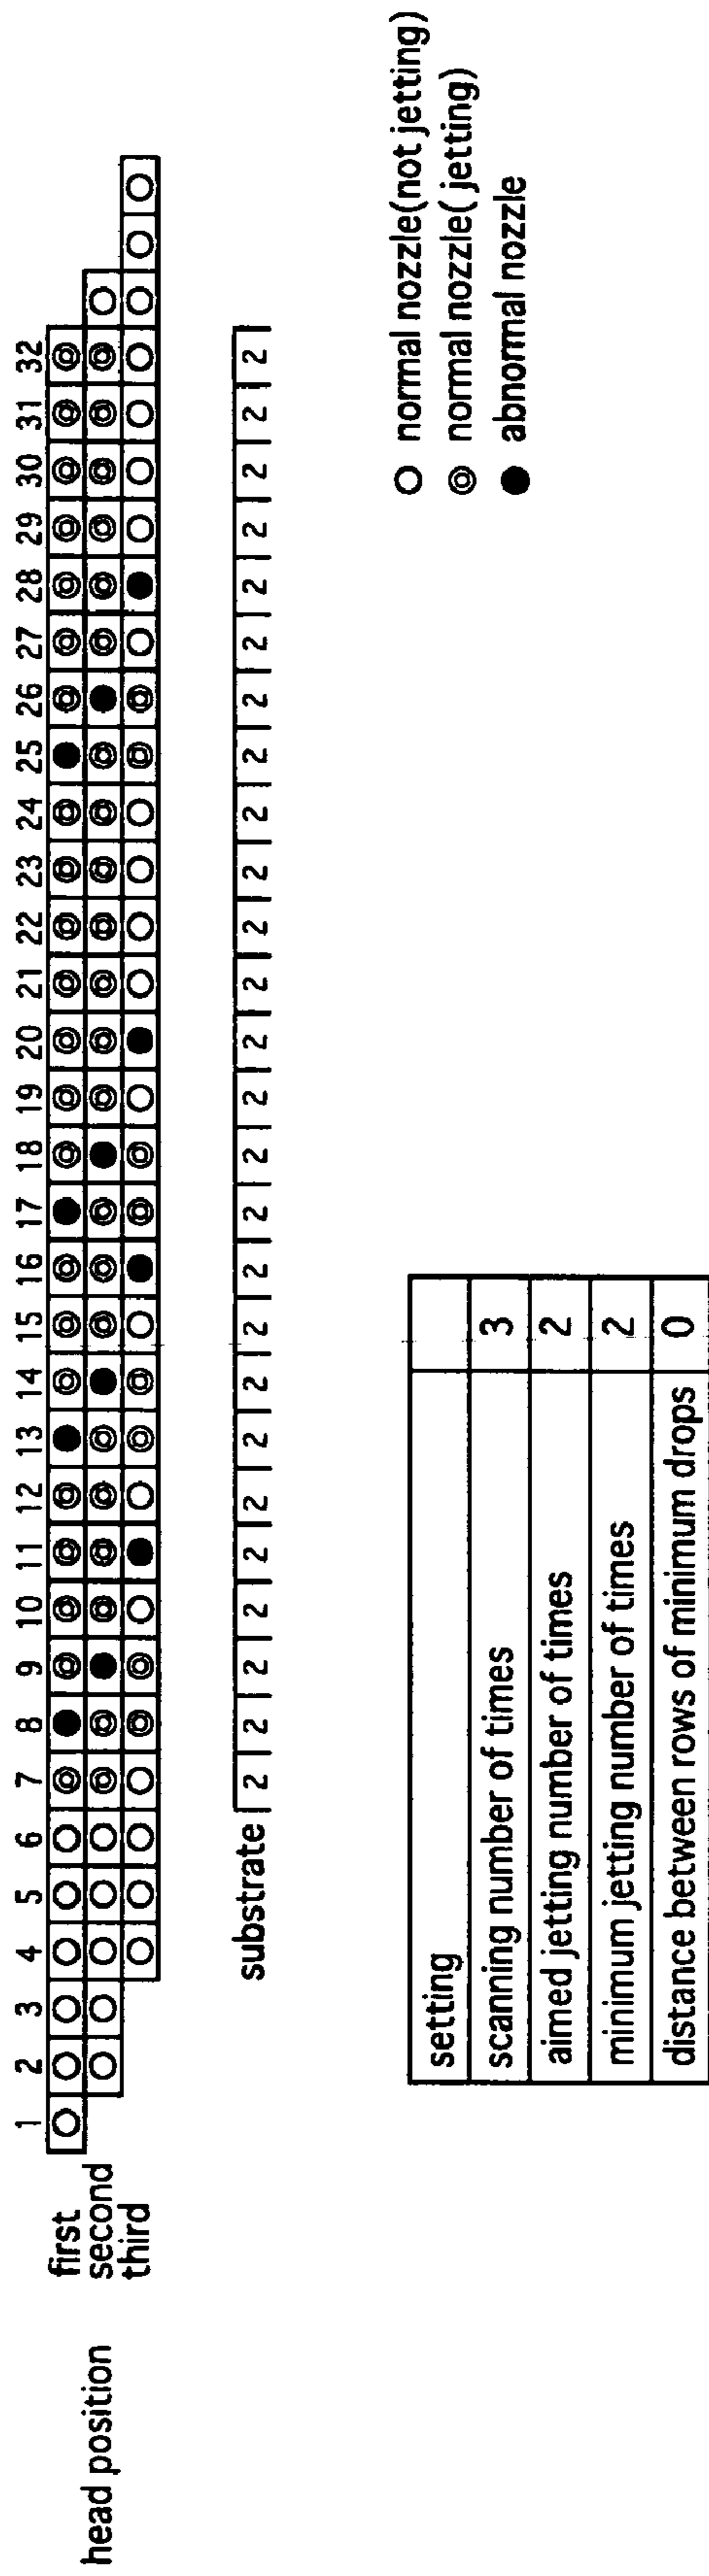 1 2 3 4 5 6 7 8 9 10 11 12 13 14 15 16 17 18 19 20 21 22 23 24 25 26 27 28 29 30 31 32
head position
first
second
third
substrate 2 2 2 2 2 2 2 2 2 2 2 2 2 2 2 2 2 2 2 2 2 2 2 2 2 2
setting
scanning number of times 3
aimed jetting number of times 2
minimum jetting number of times 2
distance between rows of minimum drops 0
normal nozzle(not jetting)
normal nozzle( jetting)
abnormal nozzle